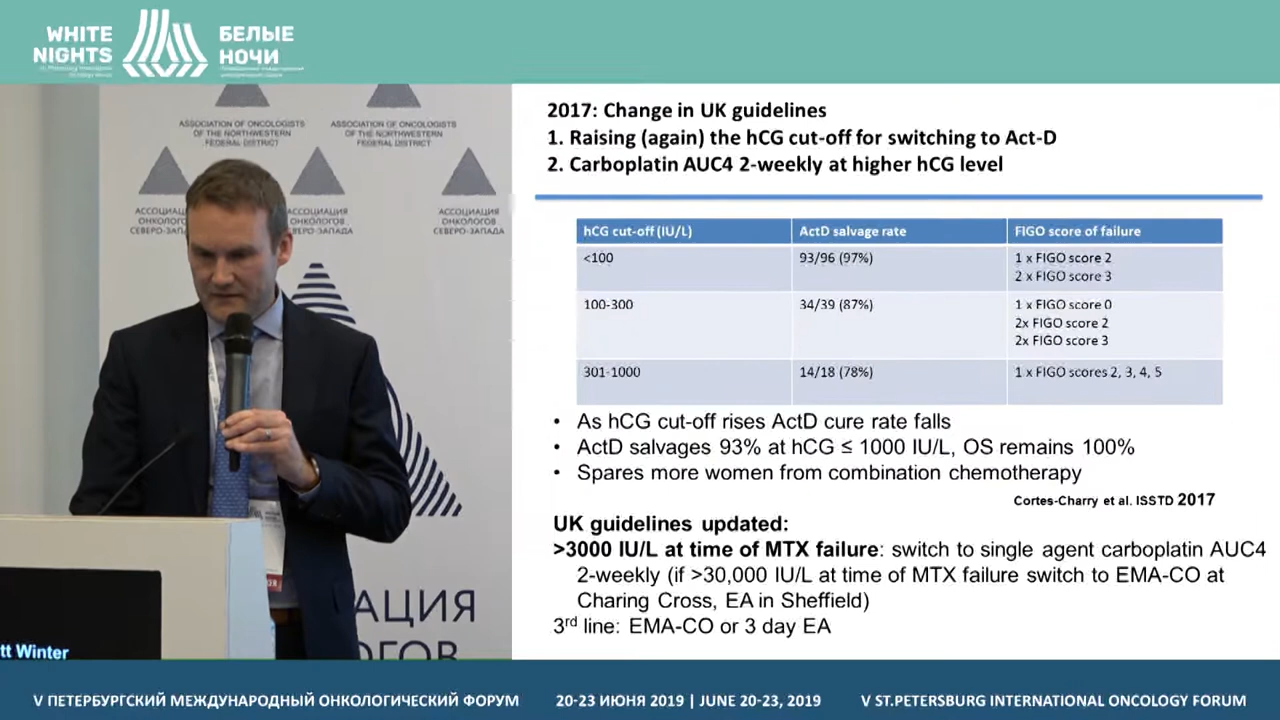 WHITE
NIGHTS
БЕЛЫЕ
НОЧИ
ASSOCIATION OF ONCOLOGISTS
OF THE NORTHWESTERN
FEDERAL DISTRICT
ASSOCIATION OF ONCOLOGISTS
OF THE NORTHWESTERN
FEDERAL DISTRICT
АССОЦИАЦИЯ
ОНКОЛОГОВ
СЕВЕРО-ЗАПА
АССОЦИАЦИЯ
ОНКОЛОГОВ
СЕВЕРО-ЗАПАДА
АССОЦИАЦИЯ
ОНКОЛОГОВ
СЕВЕРО-ЗАПАДА
АЦИЯ
ОГОВ
tt Winter
2017: Change in UK guidelines
1. Raising (again) the hCG cut-off for switching to Act-D
2. Carboplatin AUC4 2-weekly at higher hCG level
hCG cut-off (IU/L) ActD salvage rate FIGO score of failure
<100 93/96 (97%) 1 x FIGO score 2
2 x FIGO score 3
100-300 34/39 (87%) 1 x FIGO score 0
2x FIGO score 2
2x FIGO score 3
301-1000 14/18 (78%) 1 x FIGO scores 2, 3, 4, 5
• As hCG cut-off rises ActD cure rate falls
• ActD salvages 93% at hCG ≤ 1000 IU/L, OS remains 100%
• Spares more women from combination chemotherapy
Cortes-Charry et al. ISSTD 2017
UK guidelines updated:
>3000 IU/L at time of MTX failure: switch to single agent carboplatin AUC4
2-weekly (if >30,000 IU/L at time of MTX failure switch to EMA-CO at
Charing Cross, EA in Sheffield)
3rd line: EMA-CO or 3 day EA
V ПЕТЕРБУРГСКИЙ МЕЖДУНАРОДНЫЙ ОНКОЛОГИЧЕСКИЙ ФОРУМ 20-23 ИЮНЯ 2019 | JUNE 20-23, 2019 V ST.PETERSBURG INTERNATIONAL ONCOLOGY FORUM